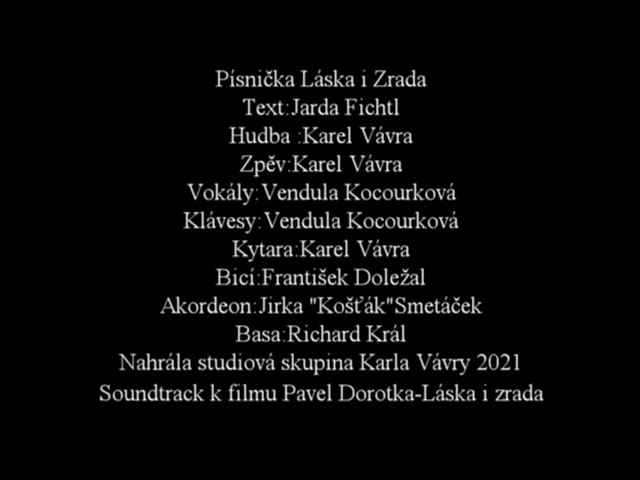 Písnička Láska i Zrada
Text:Jarda Fichtl
Hudba :Karel Vávra
Zpěv:Karel Vávra
Vokály:Vendula Kocourková
Klávesy:Vendula Kocourková
Kytara:Karel Vávra
Bicí:František Doležal
Akordeon:Jirka "Košťák"Smetáček
Basa:Richard Král
Nahrála studiová skupina Karla Vávry 2021
Soundtrack k filmu Pavel Dorotka-Láska i zrada